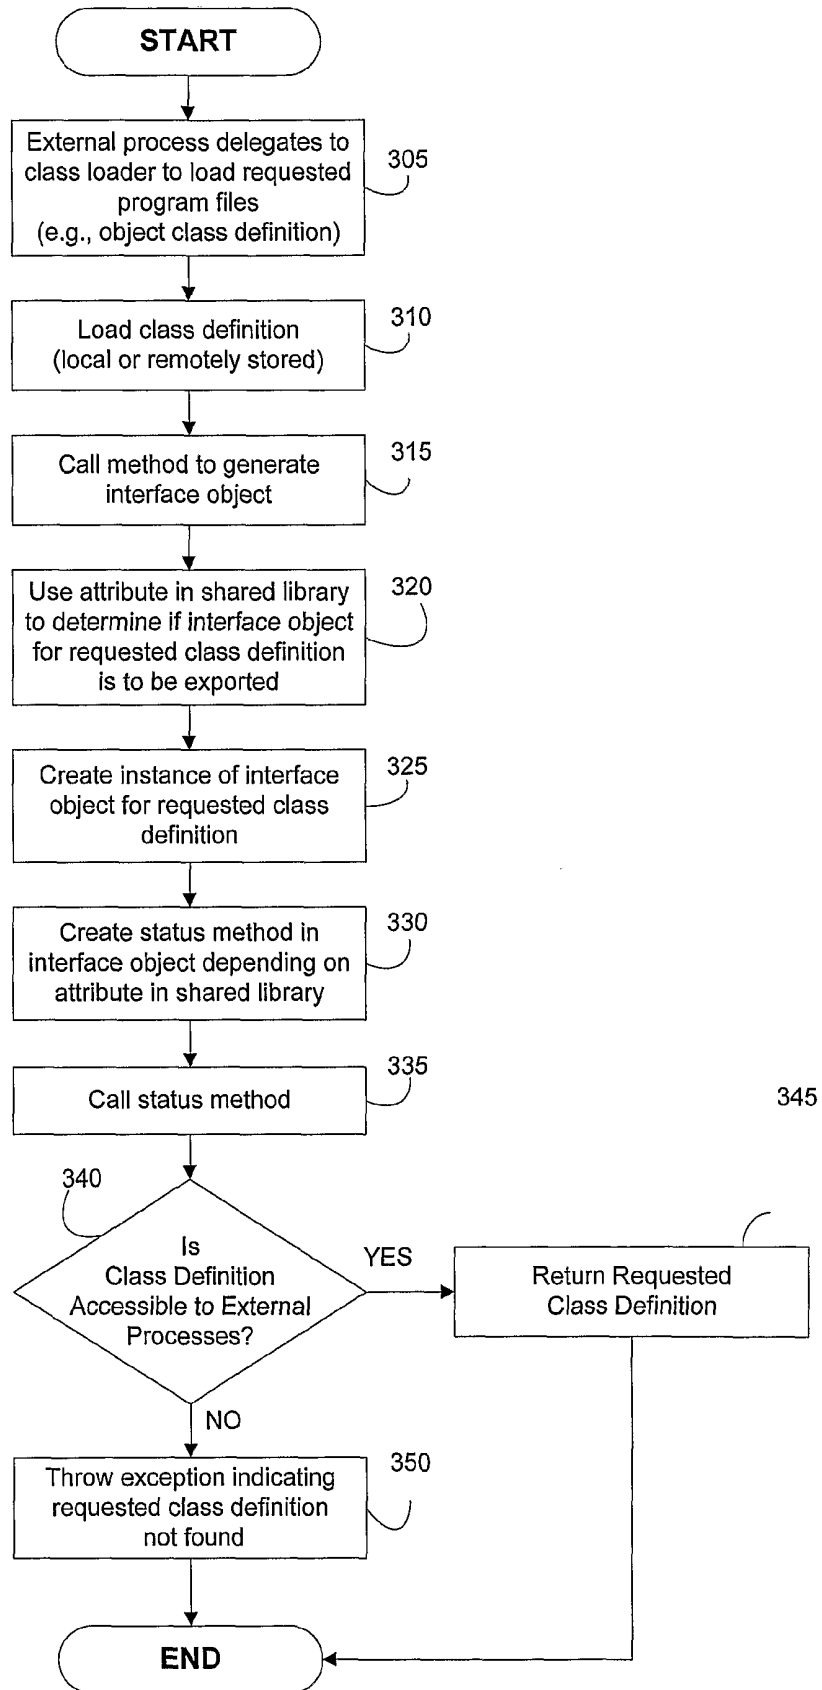 START
External process delegates to
class loader to load requested
program files
(e.g., object class definition)
305
Load class definition
(local or remotely stored)
310
Call method to generate
interface object
315
Use attribute in shared library
to determine if interface object
for requested class definition
is to be exported
320
Create instance of interface
object for requested class
definition
325
Create status method in
interface object depending on
attribute in shared library
330
Call status method
335
345
340
Is
Class Definition
Accessible to External
Processes?
YES
Return Requested
Class Definition
NO
Throw exception indicating
requested class definition
not found
350
END